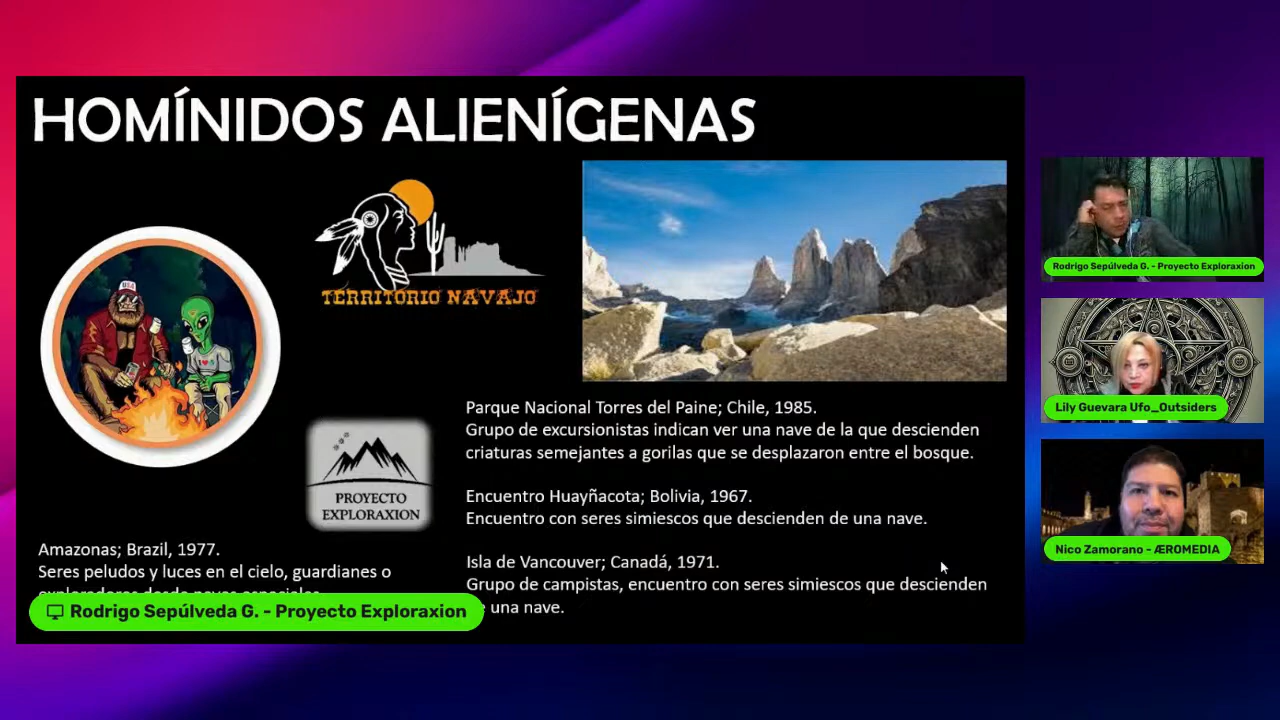 HOMÍNIDOS ALIENÍGENAS
USA
TERRITORIO NAVAJO
PROYECTO
EXPLORAXION
Parque Nacional Torres del Paine; Chile, 1985.
Grupo de excursionistas indican ver una nave de la que descienden
criaturas semejantes a gorilas que se desplazaron entre el bosque.
Encuentro Huayñacota; Bolivia, 1967.
Encuentro con seres simiescos que descienden de una nave.
Isla de Vancouver; Canadá, 1971.
Grupo de campistas, encuentro con seres simiescos que descienden
una nave.
Amazonas; Brazil, 1977.
Seres peludos y luces en el cielo, guardianes o
Rodrigo Sepúlveda G. - Proyecto Exploraxion
Rodrigo Sepúlveda G. - Proyecto Exploraxion
Lily Guevara Ufo_Outsiders
Nico Zamorano - ÆROMEDIA